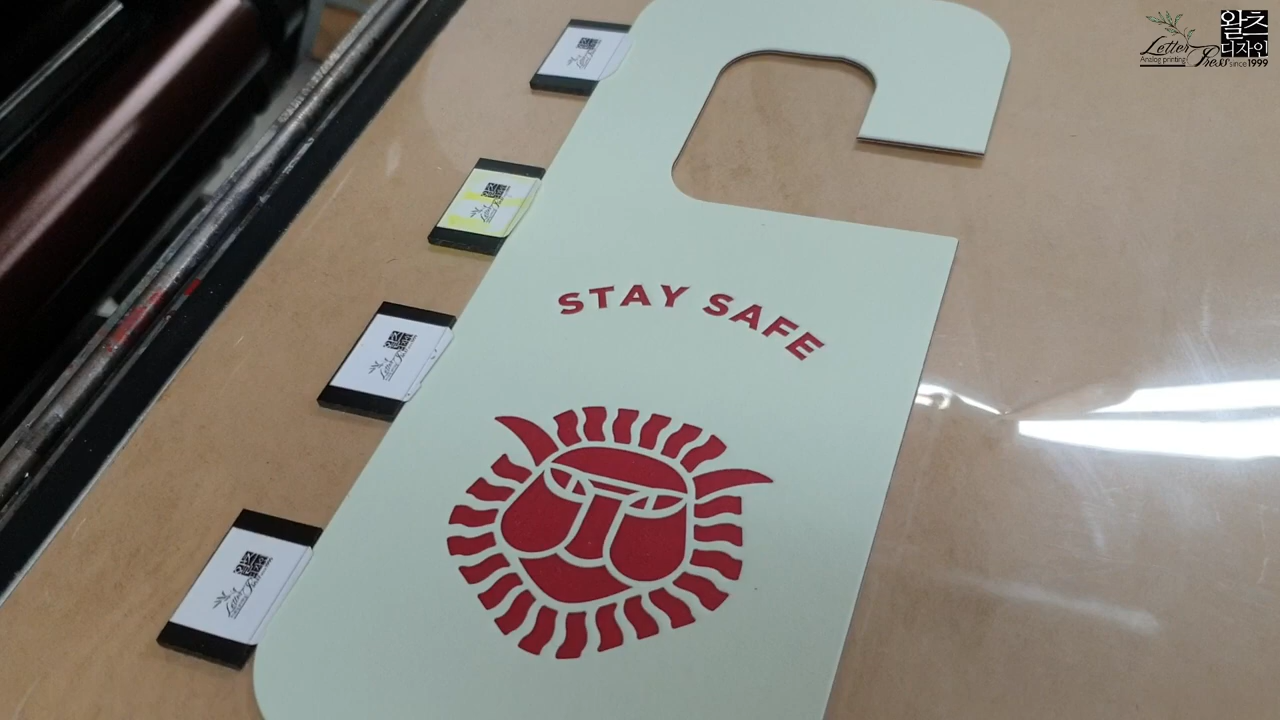 왈츠
디자인
Letter
Press
Analog printing
since 1999
STAY SAFE